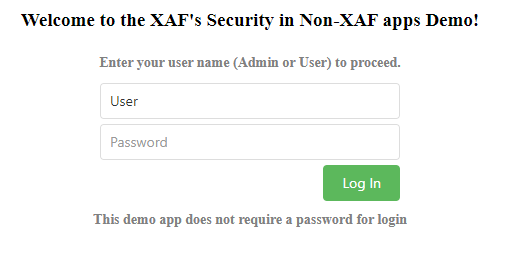 Welcome to the XAF's Security in Non-XAF apps Demo!
Enter your user name (Admin or User) to proceed.
User
Password
Log In
This demo app does not require a password for login